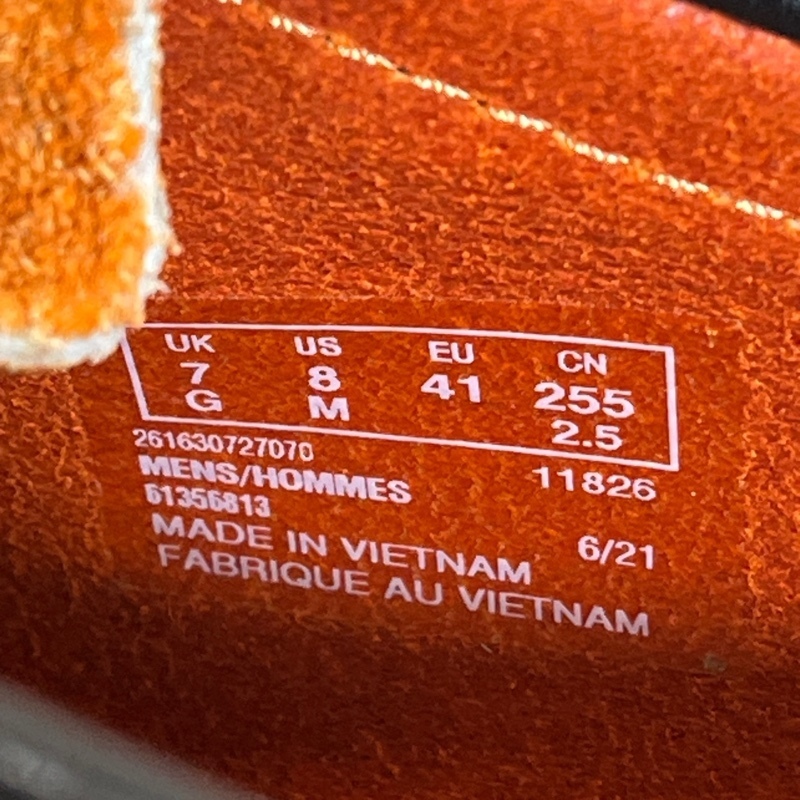 UK US EU CN
7 8 41 255
G M 2.5
261630727070
MENS/HOMMES 11826
61356813
MADE IN VIETNAM 6/21
FABRIQUE AU VIETNAM